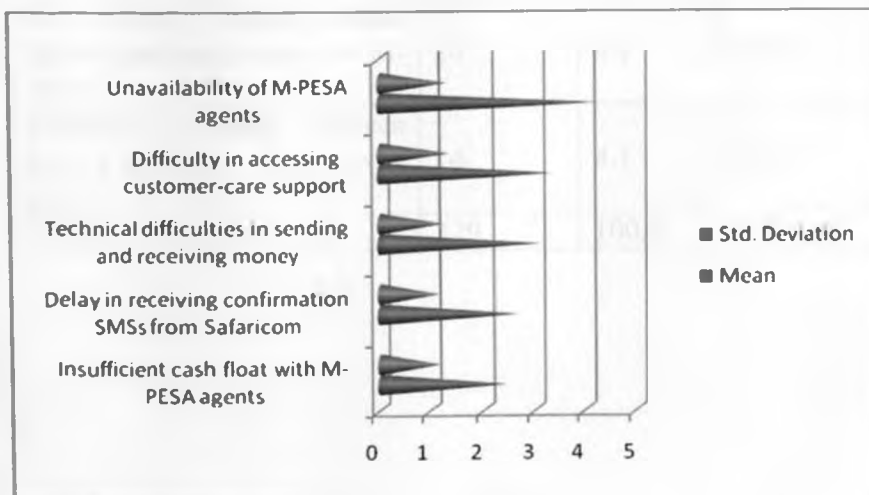 Unavailability of M-PESA
agents
Difficulty in accessing
customer-care support
Technical difficulties in sending
and receiving money
Delay in receiving confirmation
SMSs from Safaricom
Insufficient cash float with M-
PESA agents
Std. Deviation
Mean
0 1 2 3 4 5